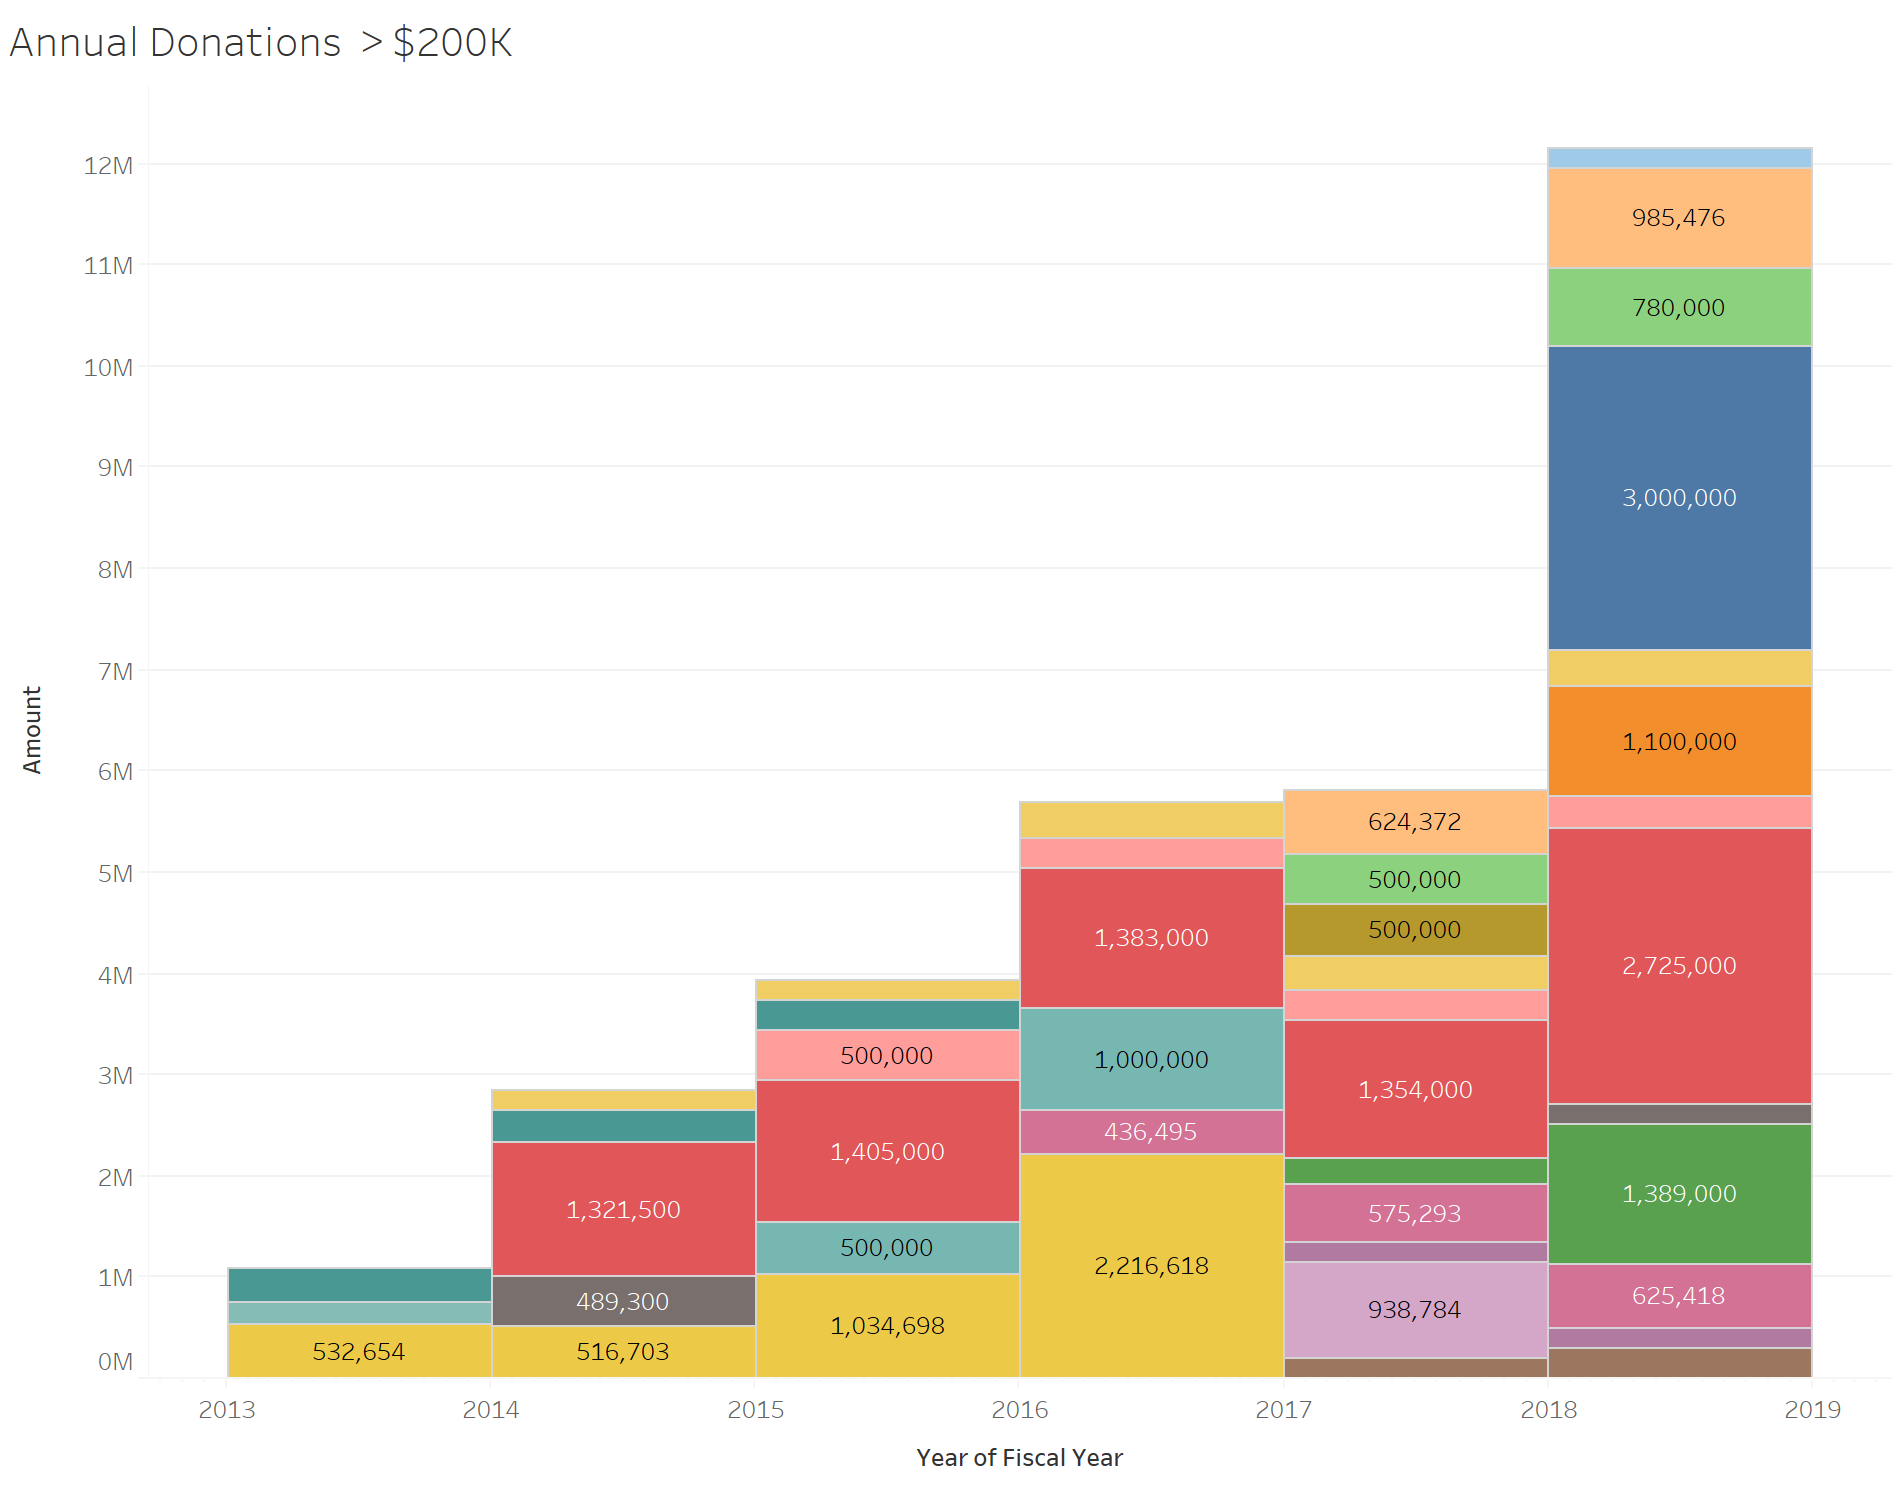 Annual Donations > $200K
12M
11M
10M
9M
8M
7M
6M
5M
4M
3M
2M
1M
0M
Amount
532,654
1,321,500
489,300
516,703
500,000
1,405,000
500,000
1,034,698
1,383,000
1,000,000
436,495
2,216,618
624,372
500,000
500,000
1,354,000
575,293
938,784
985,476
780,000
3,000,000
1,100,000
2,725,000
1,389,000
625,418
2013 2014 2015 2016 2017 2018 2019
Year of Fiscal Year